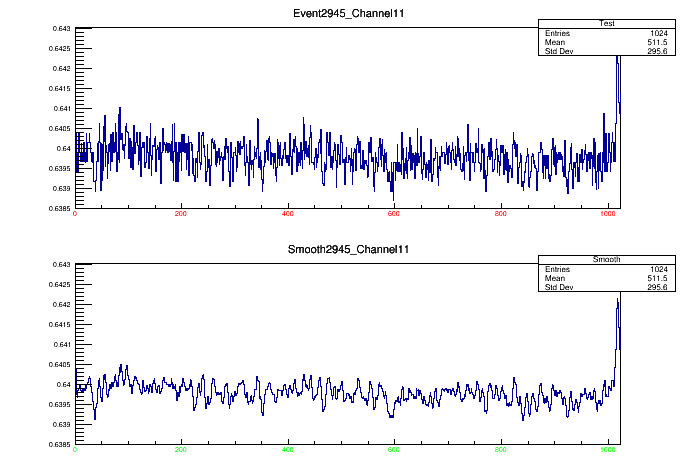 Event2945_Channel11
Test
Entries 1024
Mean 511.5
Std Dev 295.6
0.643
0.6425
0.642
0.6415
0.641
0.6405
0.64
0.6395
0.639
0.6385
0 200 400 600 800 1000
Smooth2945_Channel11
Smooth
Entries 1024
Mean 511.5
Std Dev 295.6
0.643
0.6425
0.642
0.6415
0.641
0.6405
0.64
0.6395
0.639
0.6385
0 200 400 600 800 1000